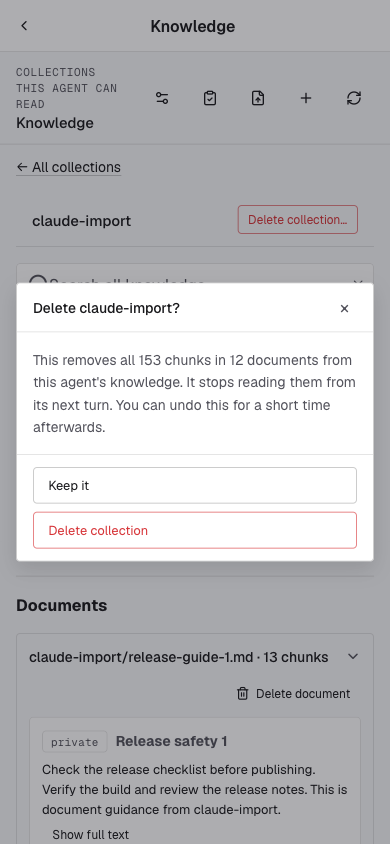 Knowledge
COLLECTIONS
THIS AGENT CAN
READ
Knowledge
← All collections
claude-import
Delete collection…
Search all knowledge
Delete claude-import?
×
This removes all 153 chunks in 12 documents from
this agent's knowledge. It stops reading them from
its next turn. You can undo this for a short time
afterwards.
Keep it
Delete collection
Documents
claude-import/release-guide-1.md · 13 chunks
Delete document
private Release safety 1
Check the release checklist before publishing.
Verify the build and review the release notes. This is
document guidance from claude-import.
Show full text